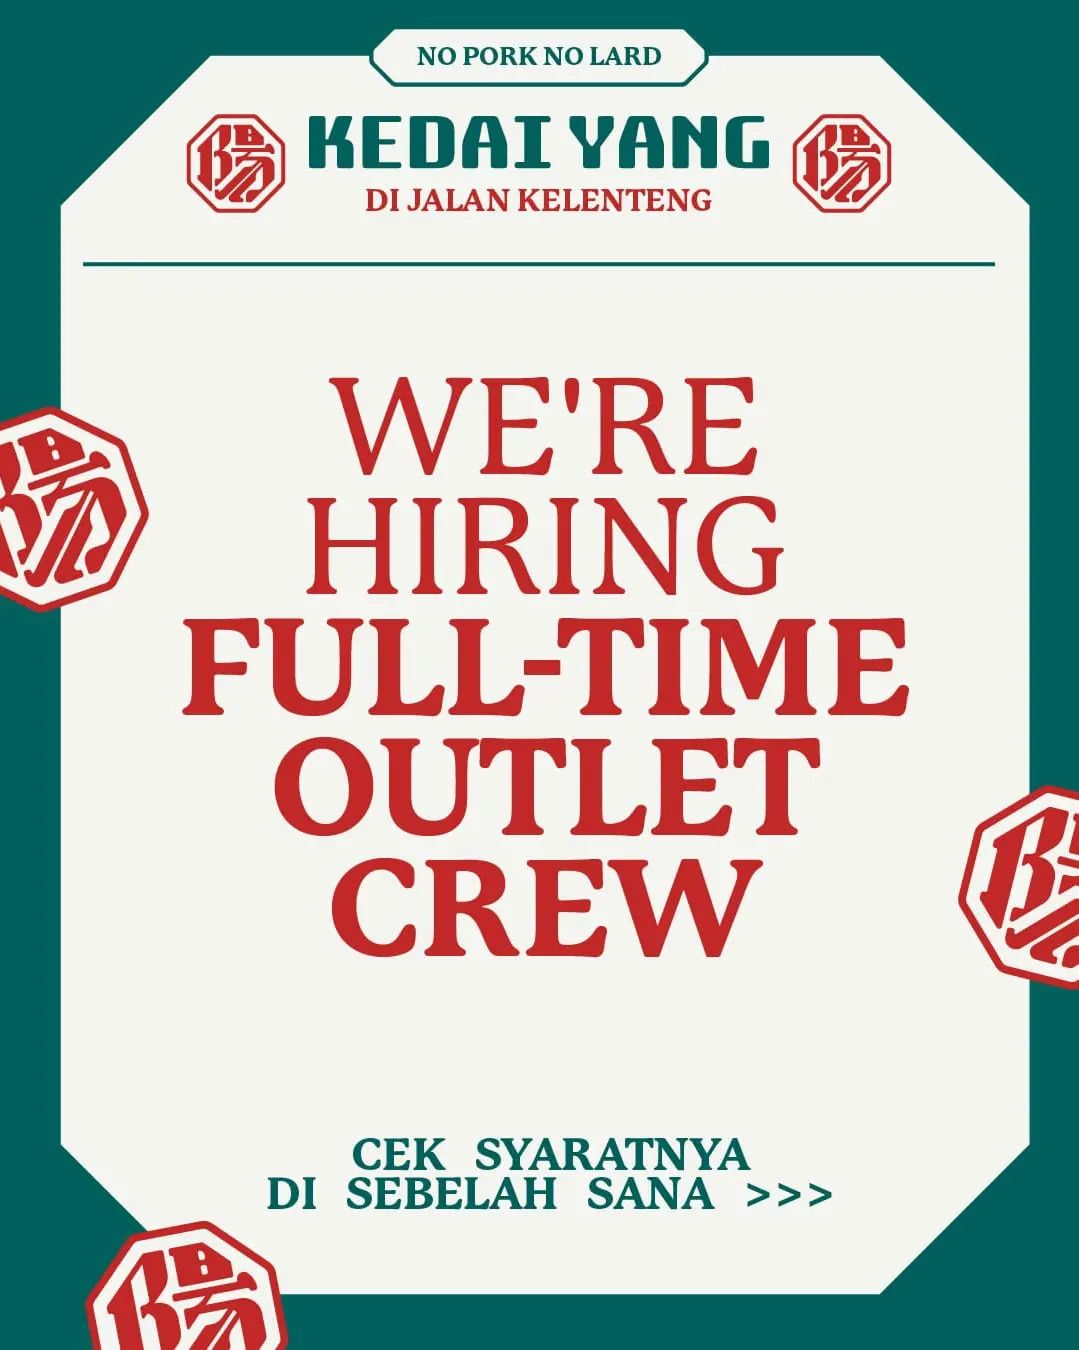 NO PORK NO LARD
KEDAI YANG
DI JALAN KELENTENG
WE'RE
HIRING
FULL-TIME
OUTLET
CREW
CEK SYARATNYA
DI SEBELAH SANA >>>